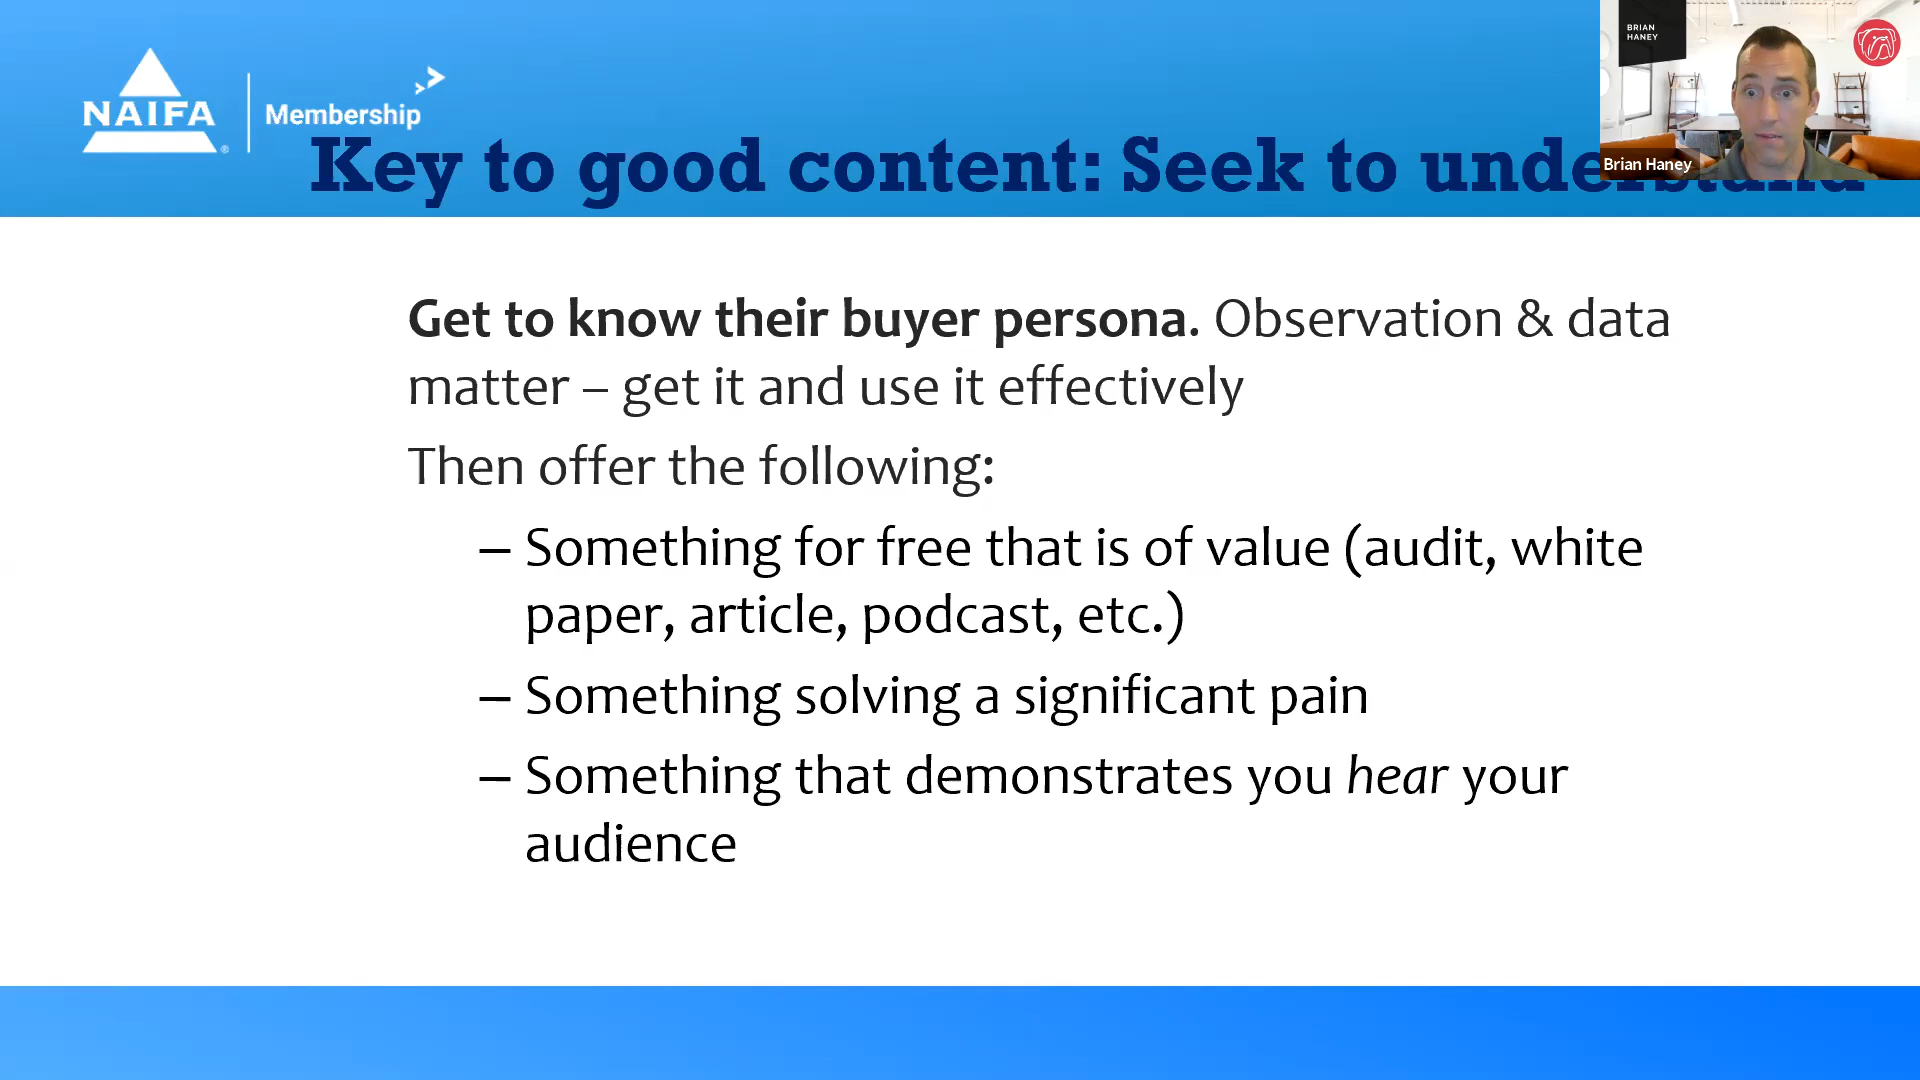 BRIAN
HANEY
NAIFA®
Membership
Brian Haney
Key to good content: Seek to understand
Get to know their buyer persona. Observation & data
matter – get it and use it effectively
Then offer the following:
– Something for free that is of value (audit, white
paper, article, podcast, etc.)
– Something solving a significant pain
– Something that demonstrates you hear your
audience